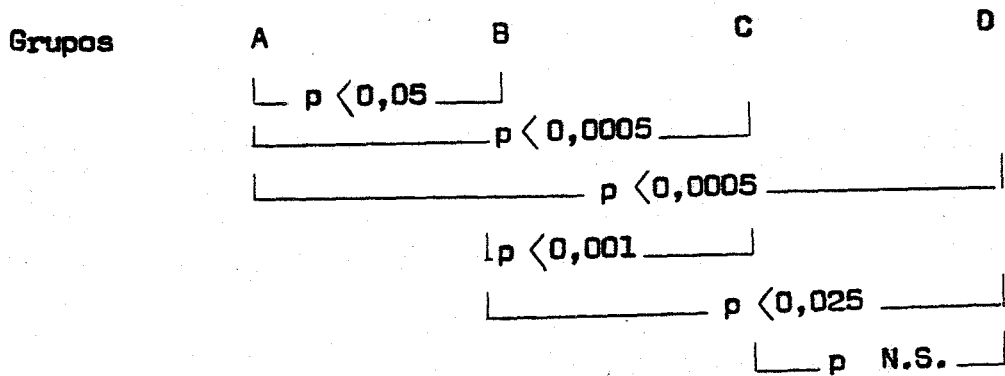 Grupos A B C D
p <0,05
p < 0,0005
p <0,0005
p <0,001
p <0,025
p N.S.